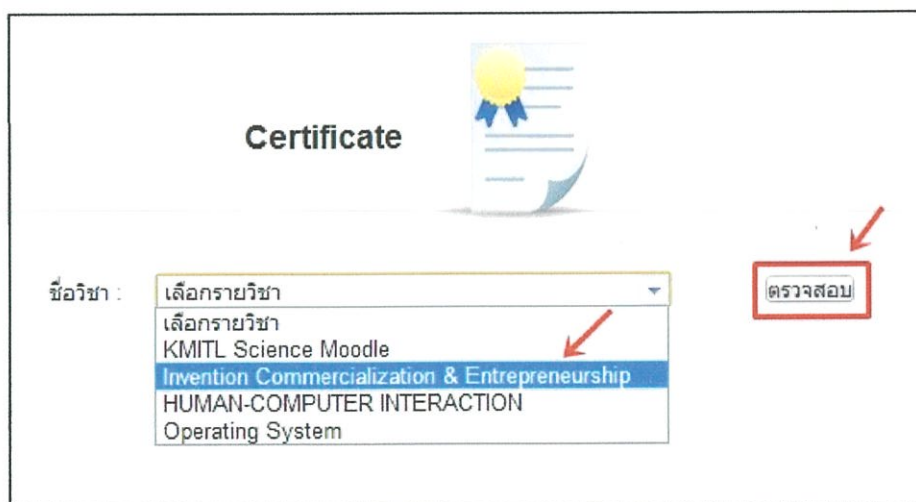 Certificate
ชื่อวิชา : เลือกรายวิชา ตรวจสอบ
เลือกรายวิชา
KMITL Science Moodle
Invention Commercialization & Entrepreneurship
HUMAN-COMPUTER INTERACTION
Operating System